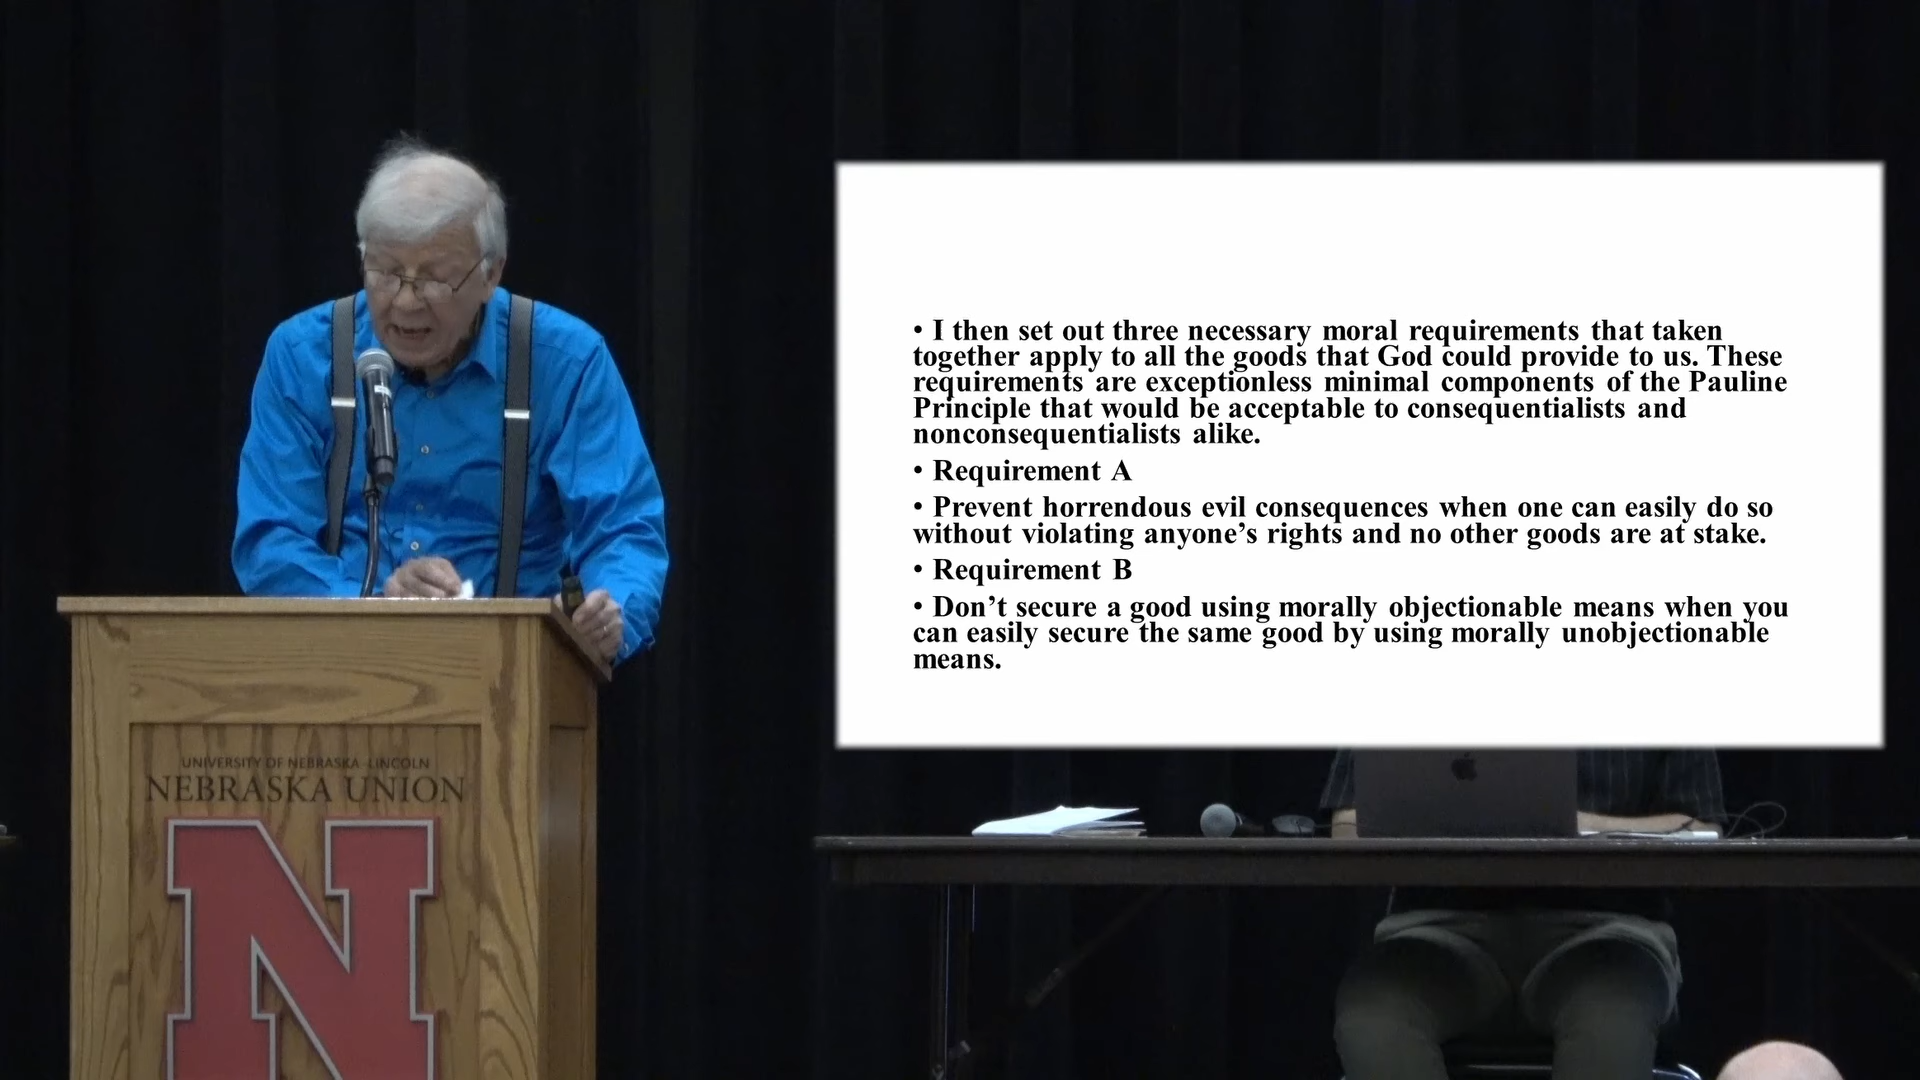 • I then set out three necessary moral requirements that taken
together apply to all the goods that God could provide to us. These
requirements are exceptionless minimal components of the Pauline
Principle that would be acceptable to consequentialists and
nonconsequentialists alike.
• Requirement A
• Prevent horrendous evil consequences when one can easily do so
without violating anyone’s rights and no other goods are at stake.
• Requirement B
• Don’t secure a good using morally objectionable means when you
can easily secure the same good by using morally unobjectionable
means.
UNIVERSITY OF NEBRASKA-LINCOLN
NEBRASKA UNION
N